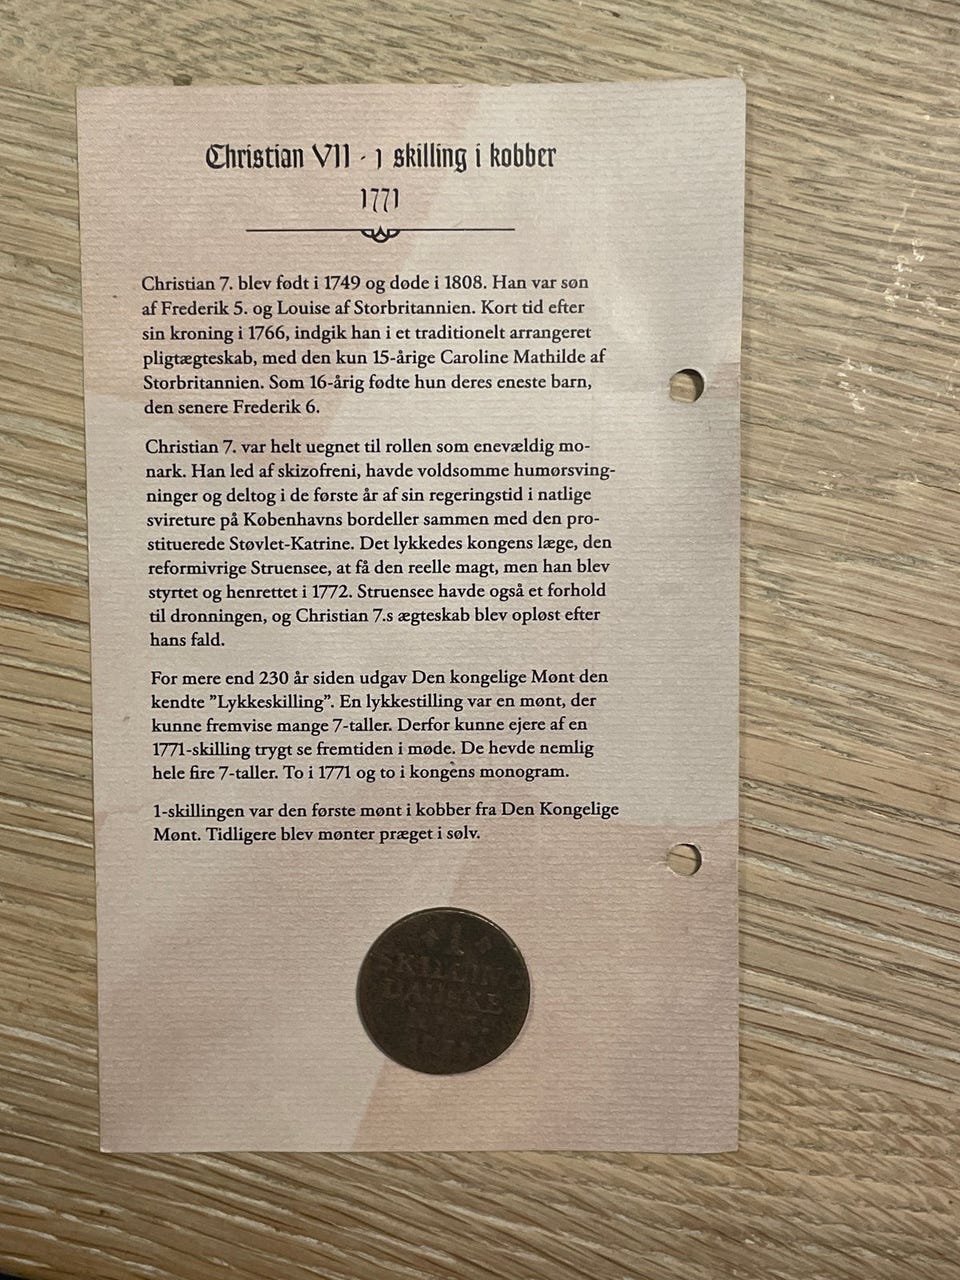 Christian VII - 1 skilling i kobber
1771
Christian 7. blev født i 1749 og døde i 1808. Han var søn
af Frederik 5. og Louise af Storbritannien. Kort tid efter
sin kroning i 1766, indgik han i et traditionelt arrangeret
pligtægteskab, med den kun 15-årige Caroline Mathilde af
Storbritannien. Som 16-årig fødte hun deres eneste barn,
den senere Frederik 6.
Christian 7. var helt uegnet til rollen som enevældig mo-
nark. Han led af skizofreni, havde voldsomme humørsving-
ninger og deltog i de første år af sin regeringstid i natlige
svireture på Københavns bordeller sammen med den pro-
stituerede Støvlet-Katrine. Det lykkedes kongens læge, den
reformivrige Struensee, at få den reelle magt, men han blev
styrtet og henrettet i 1772. Struensee havde også et forhold
til dronningen, og Christian 7.s ægteskab blev opløst efter
hans fald.
For mere end 230 år siden udgav Den kongelige Mønt den
kendte ”Lykkeskilling”. En lykkestilling var en mønt, der
kunne fremvise mange 7-taller. Derfor kunne ejere af en
1771-skilling trygt se fremtiden i møde. De hevde nemlig
hele fire 7-taller. To i 1771 og to i kongens monogram.
1-skillingen var den første mønt i kobber fra Den Kongelige
Mønt. Tidligere blev mønter præget i sølv.
1
SKILLING
DANSKE